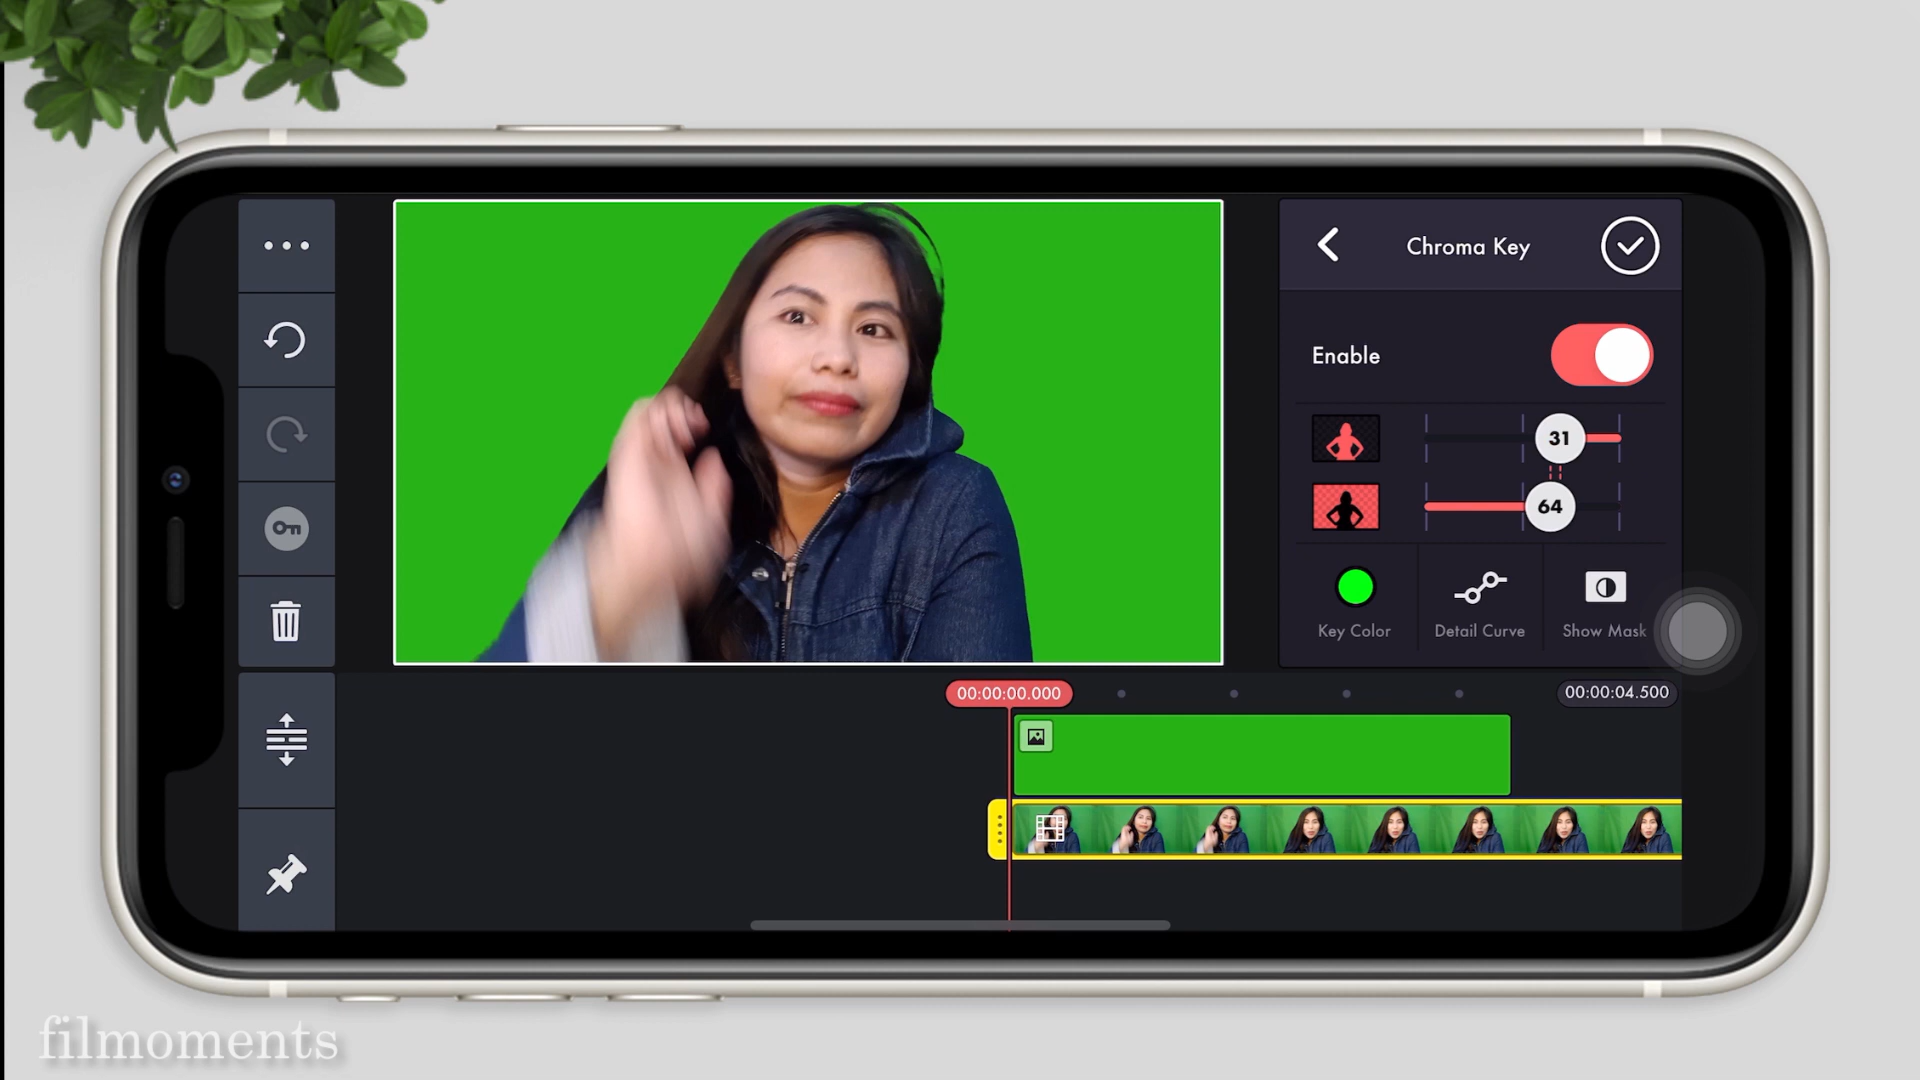 Chroma Key
Enable
31
64
Key Color
Detail Curve
Show Mask
00:00:00.000
00:00:04.500
filmoments